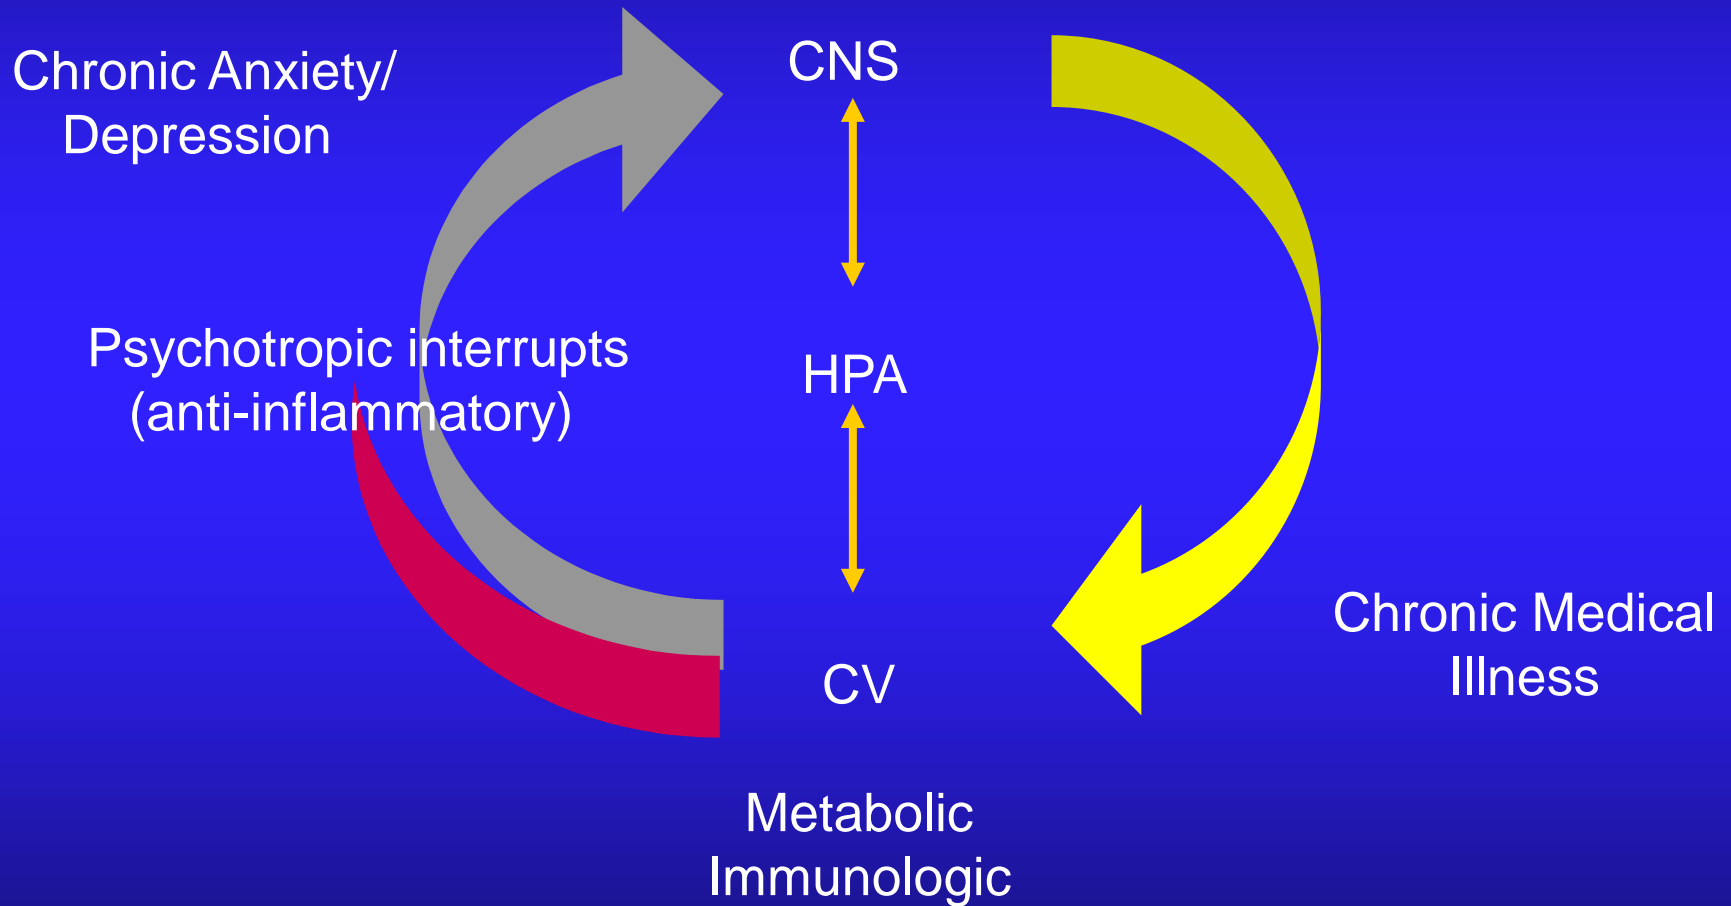 Chronic Anxiety/
Depression
CNS
Psychotropic interrupts
(anti-inflammatory)
HPA
Chronic Medical
Illness
CV
Metabolic
Immunologic